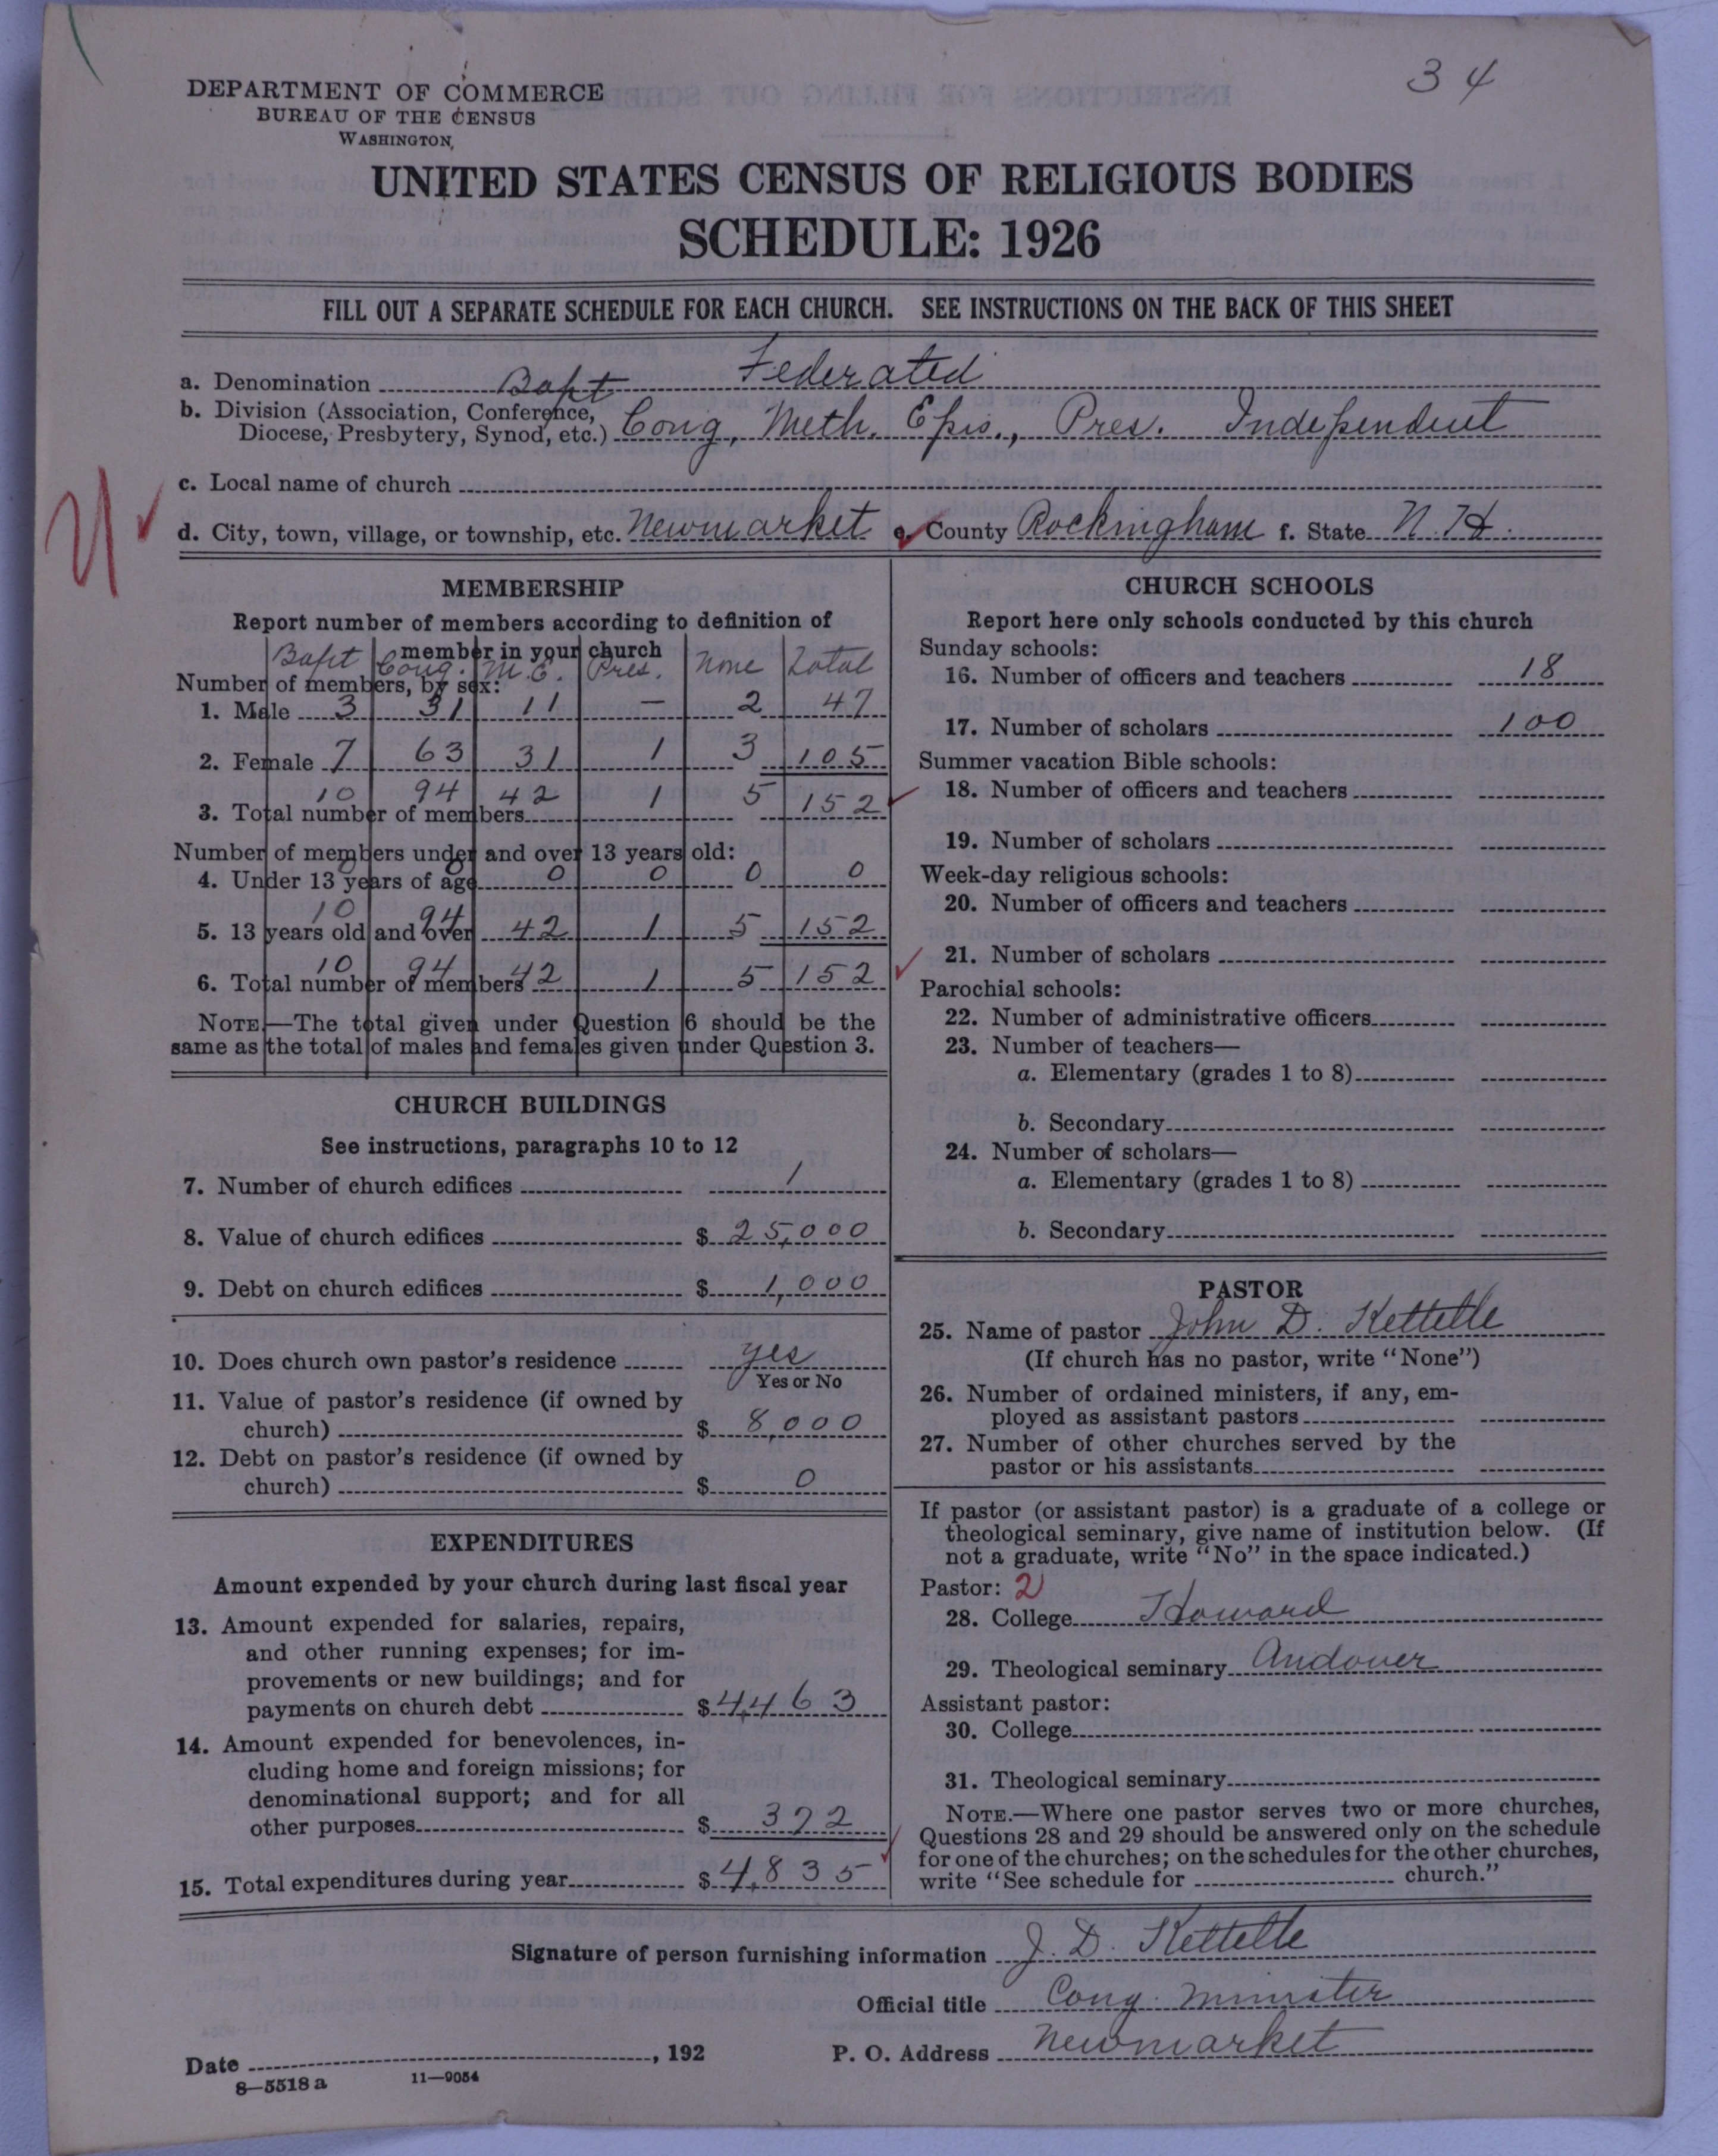 34
DEPARTMENT OF COMMERCE
BUREAU OF THE CENSUS
WASHINGTON
UNITED STATES CENSUS OF RELIGIOUS BODIES
SCHEDULE: 1926
FILL OUT A SEPARATE SCHEDULE FOR EACH CHURCH. SEE INSTRUCTIONS ON THE BACK OF THIS SHEET
a. Denomination Bapt Federated
b. Division (Association, Conference,
Diocese, Presbytery, Synod, etc.) Cong, Meth. Epis., Pres. Independent
c. Local name of church
d. City, town, village, or township, etc. Newmarket e. County Rockingham f. State N. H.
MEMBERSHIP
Report number of members according to definition of
member in your church
Bapt Cong. M.E. Pres. None Total
Number of members, by sex:
1. Male 3 31 11 — 2 47
2. Female 7 63 31 1 3 105
3. Total number of members 10 94 42 1 5 152
Number of members under and over 13 years old:
4. Under 13 years of age 0 0 0 0 0 0
5. 13 years old and over 10 94 42 1 5 152
6. Total number of members 10 94 42 1 5 152
NOTE.—The total given under Question 6 should be the
same as the total of males and females given under Question 3.
CHURCH BUILDINGS
See instructions, paragraphs 10 to 12
7. Number of church edifices 1
8. Value of church edifices $ 25,000
9. Debt on church edifices $ 1,000
10. Does church own pastor's residence yes
Yes or No
11. Value of pastor's residence (if owned by
church) $ 8,000
12. Debt on pastor's residence (if owned by
church) $ 0
EXPENDITURES
Amount expended by your church during last fiscal year
13. Amount expended for salaries, repairs,
and other running expenses; for im-
provements or new buildings; and for
payments on church debt $ 4,463
14. Amount expended for benevolences, in-
cluding home and foreign missions; for
denominational support; and for all
other purposes $ 372
15. Total expenditures during year $ 4,835
CHURCH SCHOOLS
Report here only schools conducted by this church
Sunday schools:
16. Number of officers and teachers 18
17. Number of scholars 100
Summer vacation Bible schools:
18. Number of officers and teachers
19. Number of scholars
Week-day religious schools:
20. Number of officers and teachers
21. Number of scholars
Parochial schools:
22. Number of administrative officers
23. Number of teachers—
a. Elementary (grades 1 to 8)
b. Secondary
24. Number of scholars—
a. Elementary (grades 1 to 8)
b. Secondary
PASTOR
25. Name of pastor John D. Kettelle
(If church has no pastor, write "None")
26. Number of ordained ministers, if any, em-
ployed as assistant pastors
27. Number of other churches served by the
pastor or his assistants
If pastor (or assistant pastor) is a graduate of a college or
theological seminary, give name of institution below. (If
not a graduate, write "No" in the space indicated.)
Pastor: 2
28. College Howard
29. Theological seminary Andover
Assistant pastor:
30. College
31. Theological seminary
NOTE.—Where one pastor serves two or more churches,
Questions 28 and 29 should be answered only on the schedule
for one of the churches; on the schedules for the other churches,
write "See schedule for church."
Signature of person furnishing information J. D. Kettelle
Official title Cong. minister
Date , 192 P. O. Address Newmarket
8—5518 a 11—9054